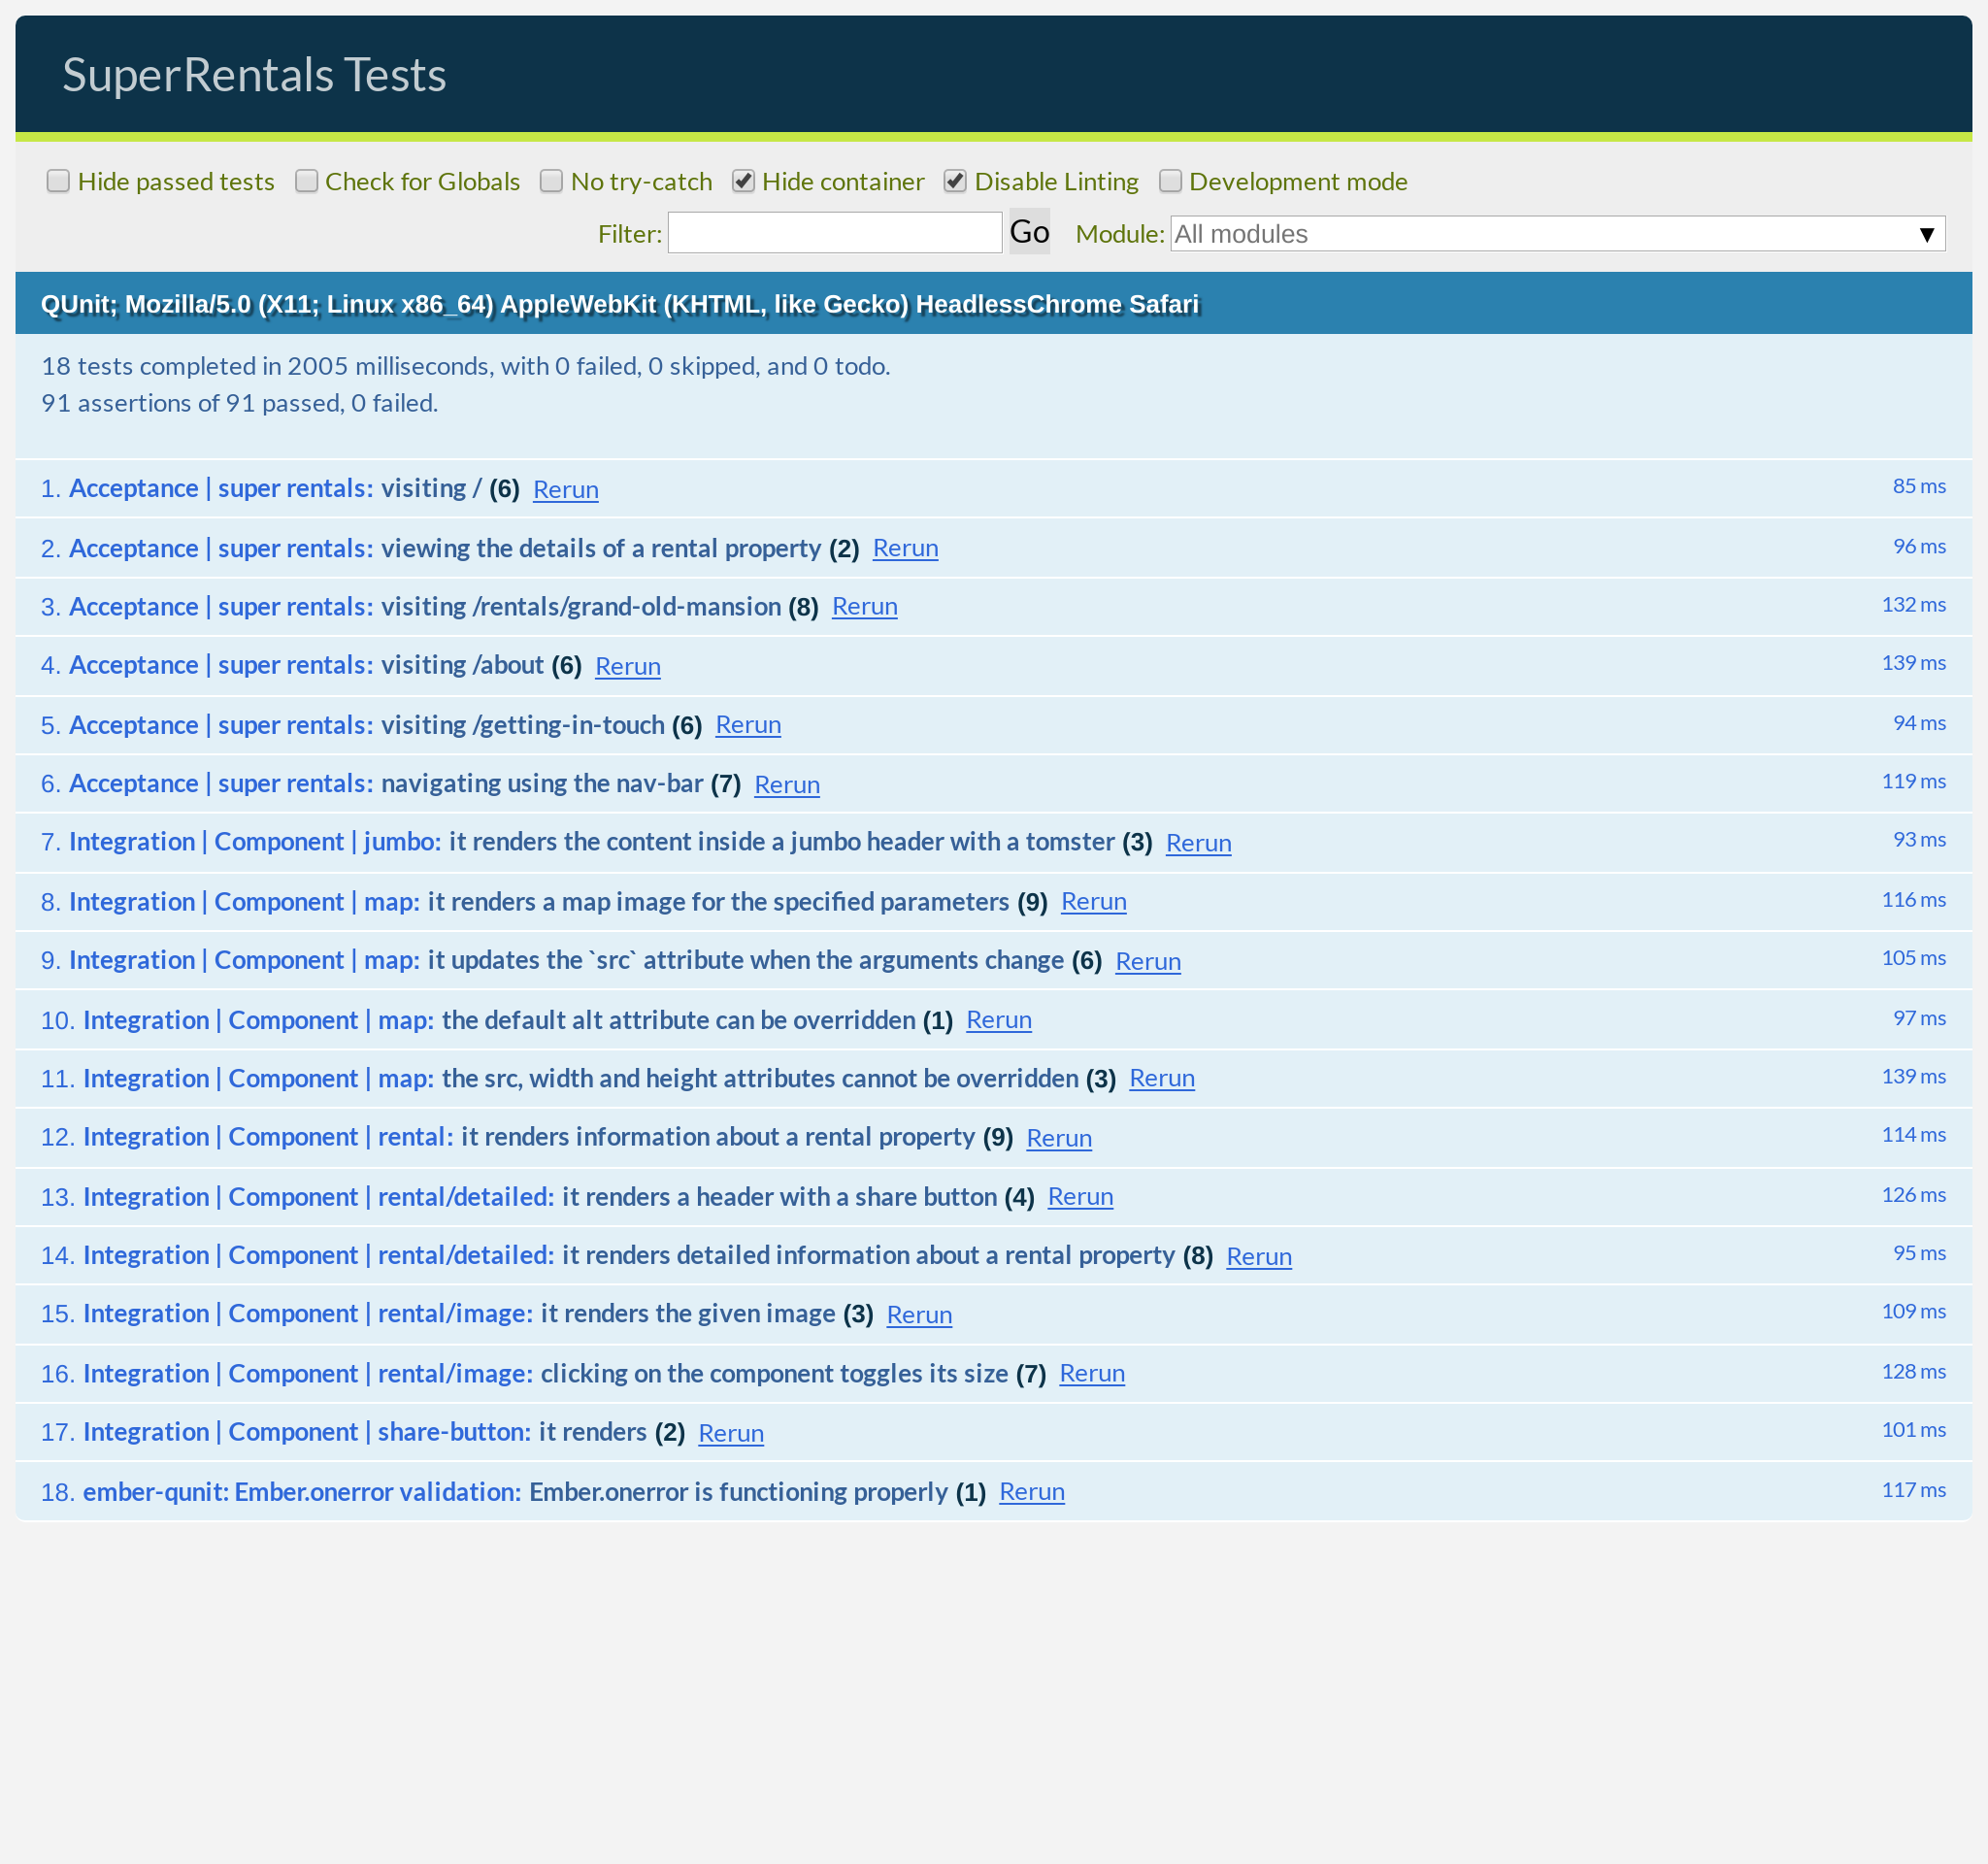 SuperRentals Tests
Hide passed tests Check for Globals No try-catch Hide container Disable Linting Development mode
Filter: Go Module: All modules ▼
QUnit; Mozilla/5.0 (X11; Linux x86_64) AppleWebKit (KHTML, like Gecko) HeadlessChrome Safari
18 tests completed in 2005 milliseconds, with 0 failed, 0 skipped, and 0 todo.
91 assertions of 91 passed, 0 failed.
1. Acceptance | super rentals: visiting / (6) Rerun 85 ms
2. Acceptance | super rentals: viewing the details of a rental property (2) Rerun 96 ms
3. Acceptance | super rentals: visiting /rentals/grand-old-mansion (8) Rerun 132 ms
4. Acceptance | super rentals: visiting /about (6) Rerun 139 ms
5. Acceptance | super rentals: visiting /getting-in-touch (6) Rerun 94 ms
6. Acceptance | super rentals: navigating using the nav-bar (7) Rerun 119 ms
7. Integration | Component | jumbo: it renders the content inside a jumbo header with a tomster (3) Rerun 93 ms
8. Integration | Component | map: it renders a map image for the specified parameters (9) Rerun 116 ms
9. Integration | Component | map: it updates the `src` attribute when the arguments change (6) Rerun 105 ms
10. Integration | Component | map: the default alt attribute can be overridden (1) Rerun 97 ms
11. Integration | Component | map: the src, width and height attributes cannot be overridden (3) Rerun 139 ms
12. Integration | Component | rental: it renders information about a rental property (9) Rerun 114 ms
13. Integration | Component | rental/detailed: it renders a header with a share button (4) Rerun 126 ms
14. Integration | Component | rental/detailed: it renders detailed information about a rental property (8) Rerun 95 ms
15. Integration | Component | rental/image: it renders the given image (3) Rerun 109 ms
16. Integration | Component | rental/image: clicking on the component toggles its size (7) Rerun 128 ms
17. Integration | Component | share-button: it renders (2) Rerun 101 ms
18. ember-qunit: Ember.onerror validation: Ember.onerror is functioning properly (1) Rerun 117 ms